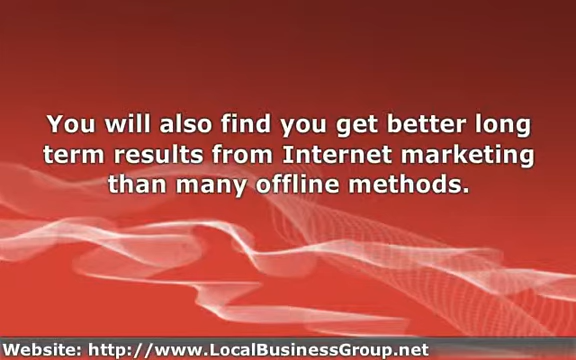 You will also find you get better long
term results from Internet marketing
than many offline methods.
Website: http://www.LocalBusinessGroup.net